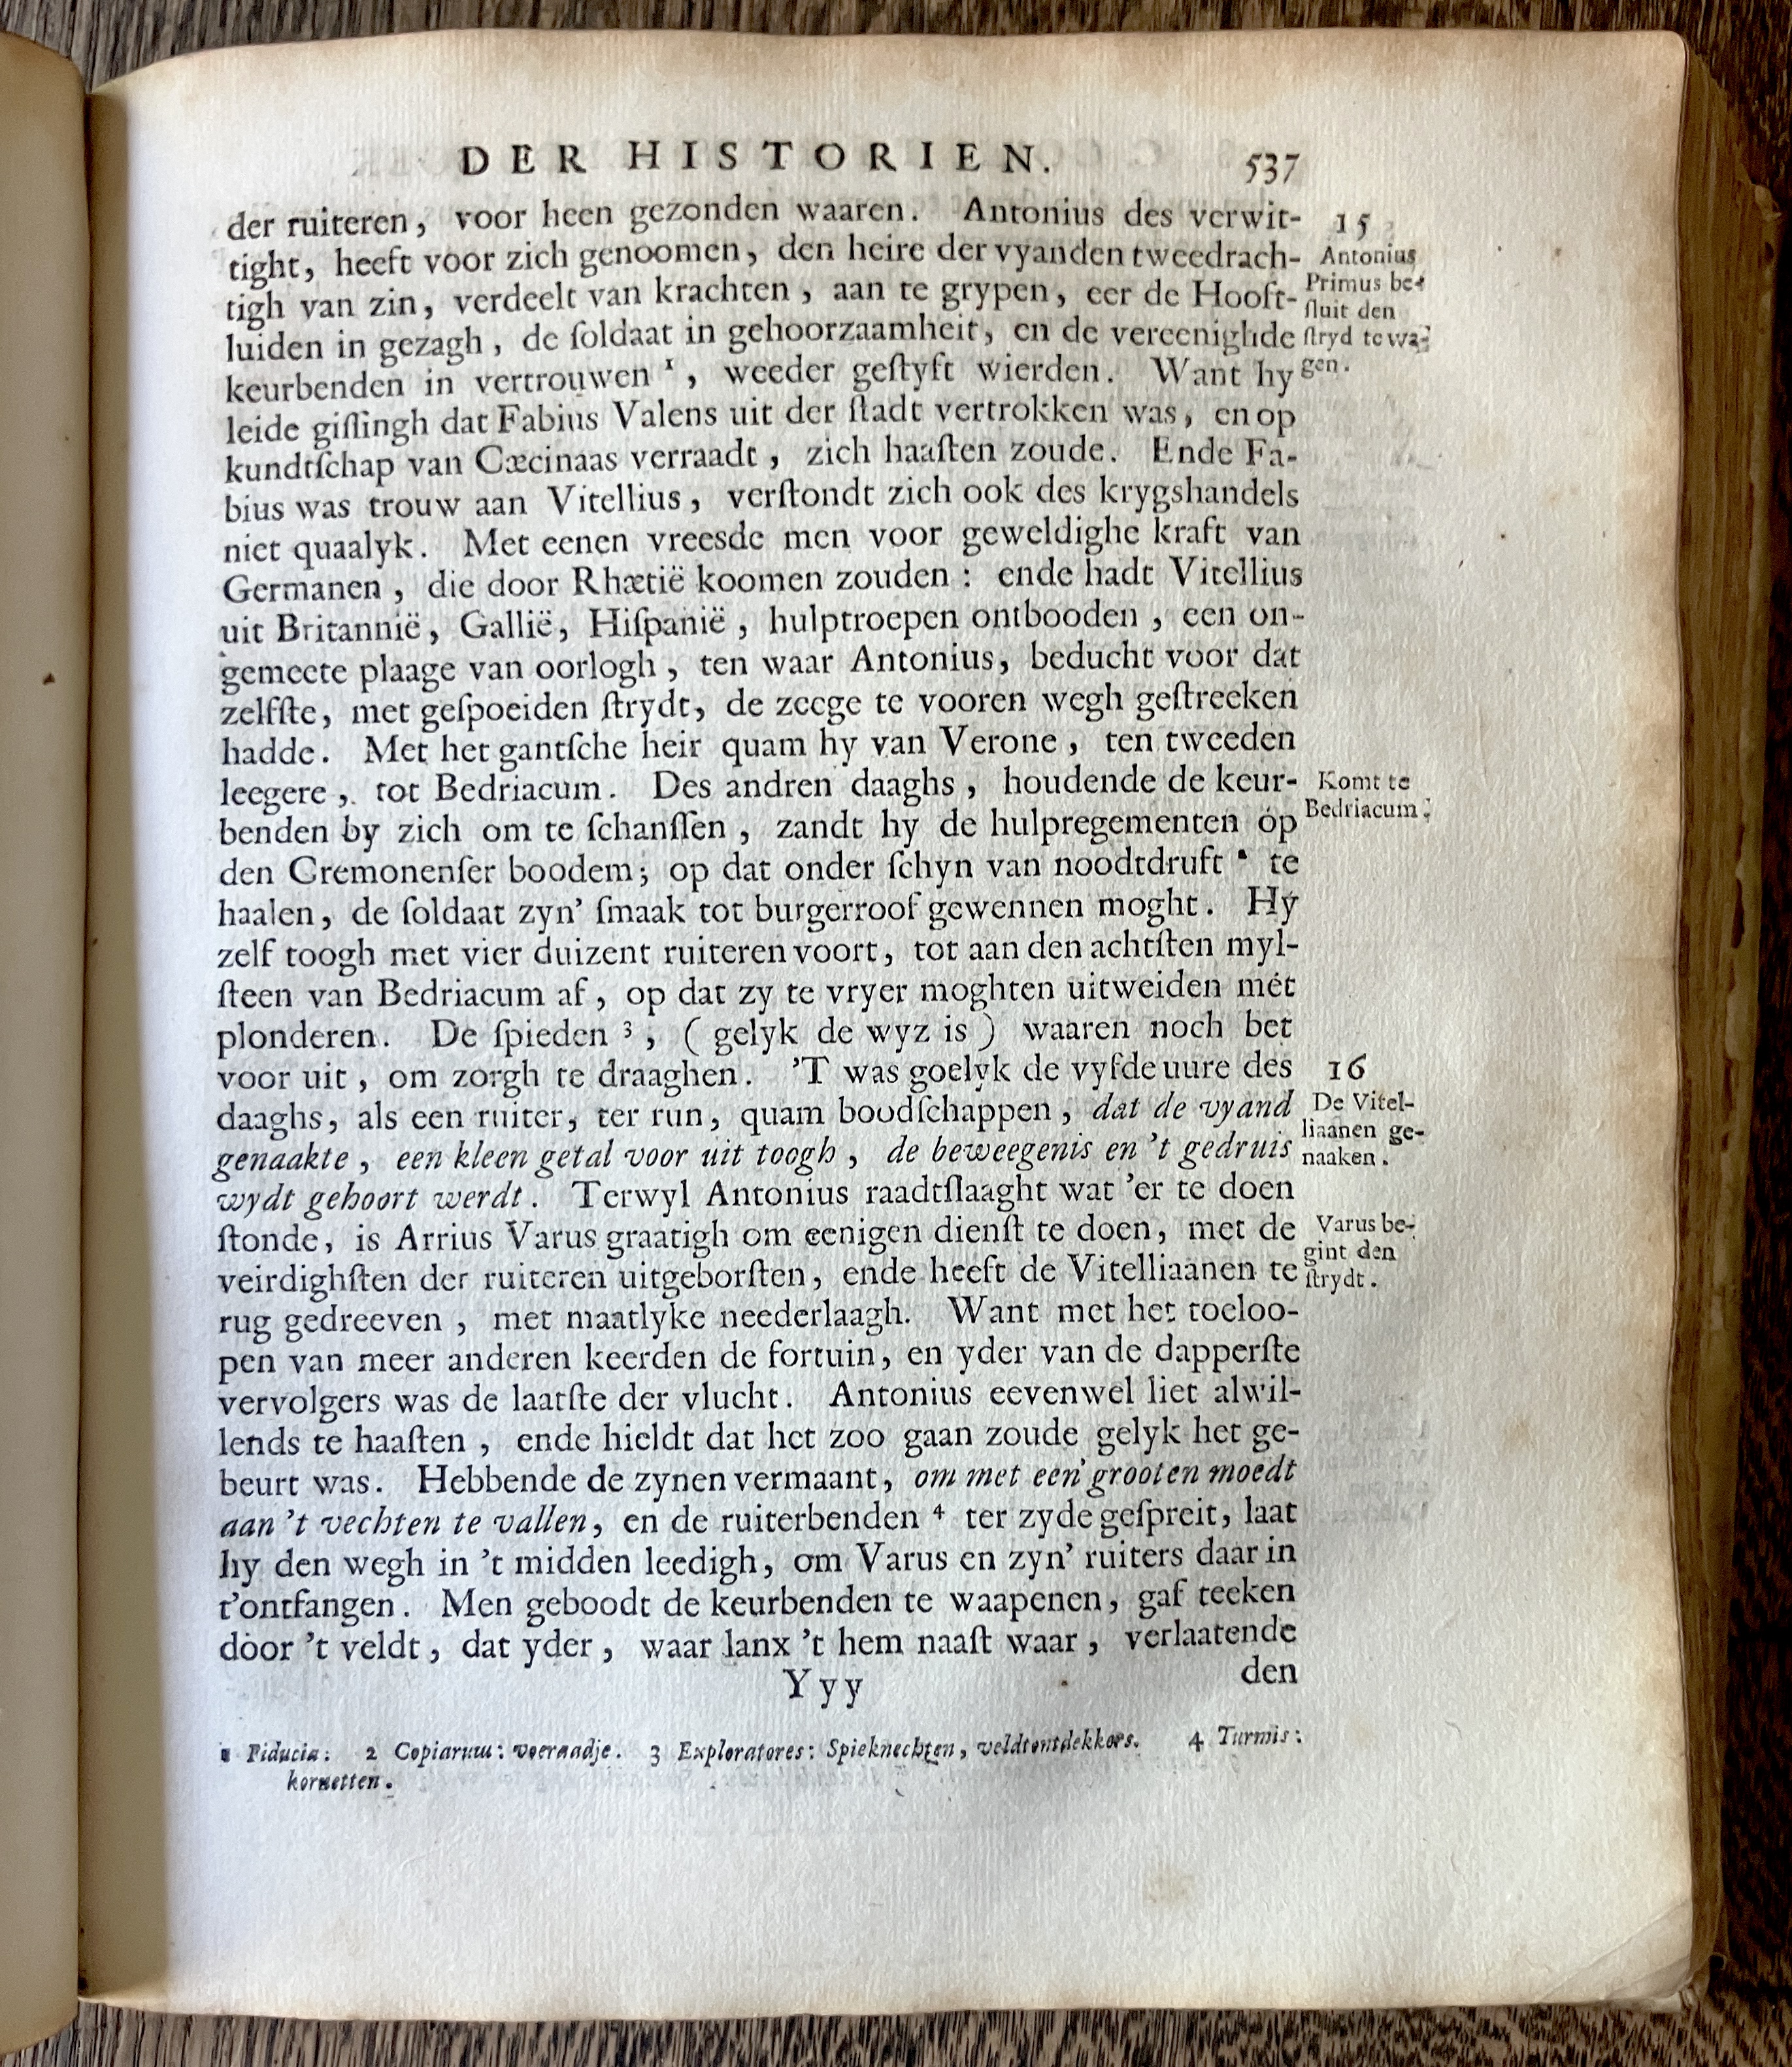 DER HISTORIEN. 537
der ruiteren, voor heen gezonden waaren. Antonius des verwit-
tight, heeft voor zich genoomen, den heire der vyanden tweedrach-
tigh van zin, verdeelt van krachten, aan te grypen, eer de Hooft-
luiden in gezagh, de ſoldaat in gehoorzaamheit, en de vereenighde
keurbenden in vertrouwen ¹, weeder geſtyft wierden. Want hy
leide giſſingh dat Fabius Valens uit der ſtadt vertrokken was, en op
kundtſchap van Cæcinaas verraadt, zich haaſten zoude. Ende Fa-
bius was trouw aan Vitellius, verſtondt zich ook des krygshandels
niet quaalyk. Met eenen vreesde men voor geweldighe kraft van
Germanen, die door Rhætië koomen zouden: ende hadt Vitellius
uit Britannië, Gallië, Hiſpanië, hulptroepen ontbooden, een on-
gemeete plaage van oorlogh, ten waar Antonius, beducht voor dat
zelfſte, met geſpoeiden ſtrydt, de zeege te vooren wegh geſtreeken
hadde. Met het gantſche heir quam hy van Verone, ten tweeden
leegere, tot Bedriacum. Des andren daaghs, houdende de keur-
benden by zich om te ſchanſſen, zandt hy de hulpregementen óp
den Cremonenſer boodem; op dat onder ſchyn van noodtdruft ² te
haalen, de ſoldaat zyn' ſmaak tot burgerroof gewennen moght. Hy
zelf toogh met vier duizent ruiteren voort, tot aan den achtſten myl-
ſteen van Bedriacum af, op dat zy te vryer moghten uitweiden mét
plonderen. De ſpieden ³, (gelyk de wyz is) waaren noch bet
voor uit, om zorgh te draaghen. 'T was goelyk de vyfde uure des
daaghs, als een ruiter, ter run, quam boodſchappen, dat de vyand
genaakte, een kleen getal voor uit toogh, de beweegenis en 't gedruis
wydt gehoort werdt. Terwyl Antonius raadtſlaaght wat 'er te doen
ſtonde, is Arrius Varus graatigh om eenigen dienſt te doen, met de
veirdighſten der ruiteren uitgeborſten, ende heeft de Vitelliaanen te
rug gedreeven, met maatlyke neederlaagh. Want met het toeloo-
pen van meer anderen keerden de fortuin, en yder van de dapperſte
vervolgers was de laatſte der vlucht. Antonius eevenwel liet alwil-
lends te haaſten, ende hieldt dat het zoo gaan zoude gelyk het ge-
beurt was. Hebbende de zynen vermaant, om met een' grooten moedt
aan 't vechten te vallen, en de ruiterbenden ⁴ ter zyde geſpreit, laat
hy den wegh in 't midden leedigh, om Varus en zyn' ruiters daar in
t'ontfangen. Men geboodt de keurbenden te waapenen, gaf teeken
door 't veldt, dat yder, waar lanx 't hem naaſt waar, verlaatende
Yyy den
15
Antonius
Primus be-
ſluit den
ſtryd te wa-
gen.
Komt te
Bedriacum.
16
De Vitel-
liaanen ge-
naaken.
Varus be-
gint den
ſtrydt.
1 Fiducia: 2 Copiarum: voeraadje. 3 Exploratores: Spieknechten, veldtontdekkers. 4 Turmis:
kornetten.